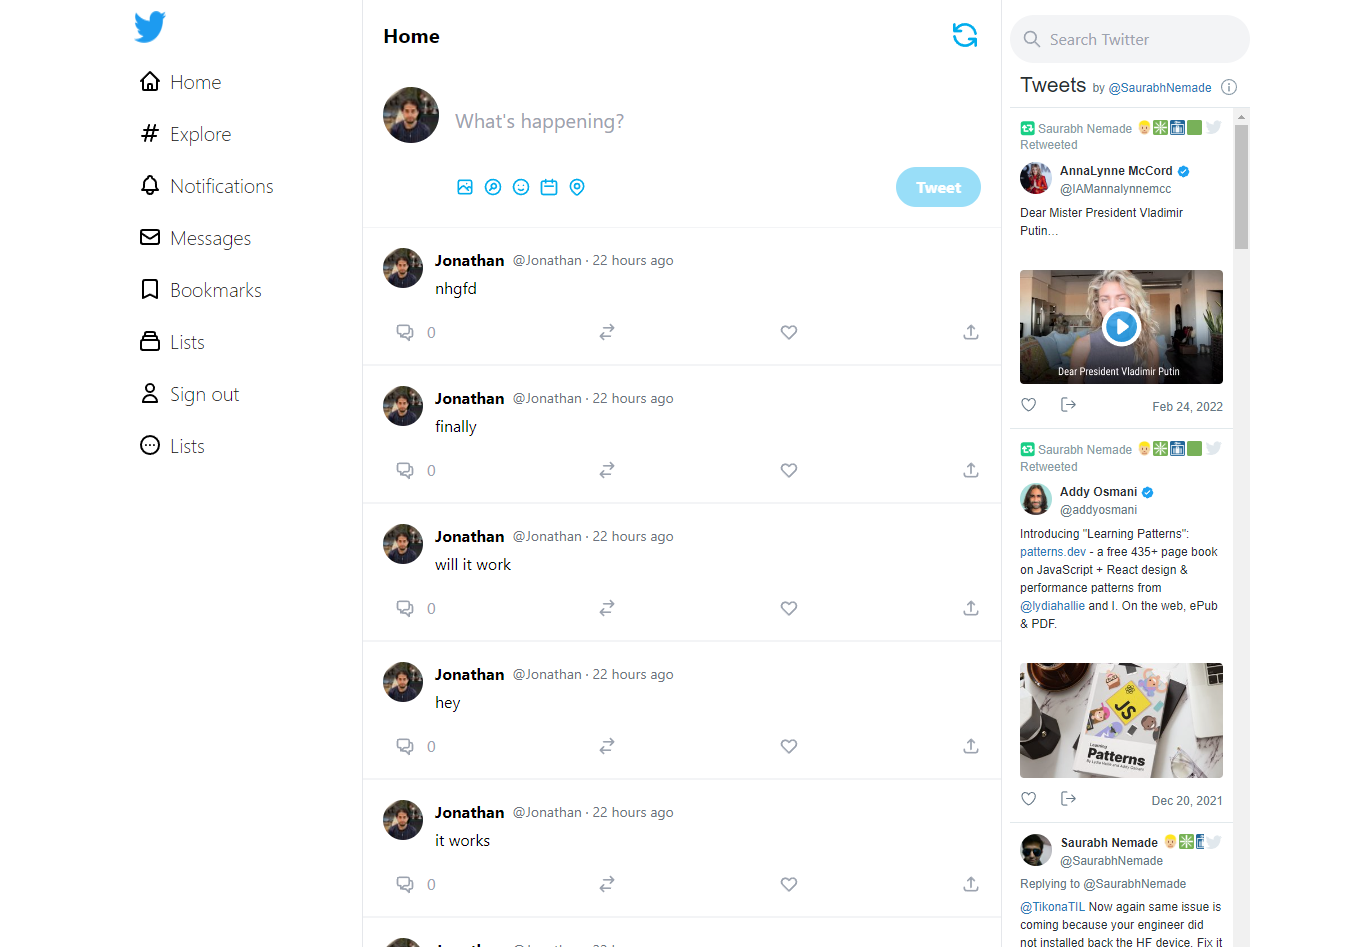 Home
Explore
Notifications
Messages
Bookmarks
Lists
Sign out
Lists
Home
What's happening?
Tweet
Jonathan @Jonathan · 22 hours ago
nhgfd
0
Jonathan @Jonathan · 22 hours ago
finally
0
Jonathan @Jonathan · 22 hours ago
will it work
0
Jonathan @Jonathan · 22 hours ago
hey
0
Jonathan @Jonathan · 22 hours ago
it works
0
Search Twitter
Tweets by @SaurabhNemade
Saurabh Nemade
Retweeted
AnnaLynne McCord
@IAMannalynnemcc
Dear Mister President Vladimir
Putin…
Dear President Vladimir Putin
Feb 24, 2022
Saurabh Nemade
Retweeted
Addy Osmani
@addyosmani
Introducing "Learning Patterns":
patterns.dev - a free 435+ page book
on JavaScript + React design &
performance patterns from
@lydiahallie and I. On the web, ePub
& PDF.
JS
Learning
Patterns
Dec 20, 2021
Saurabh Nemade
@SaurabhNemade
Replying to @SaurabhNemade
@TikonaTIL Now again same issue is
coming because your engineer did
not installed back the HF device. Fix it